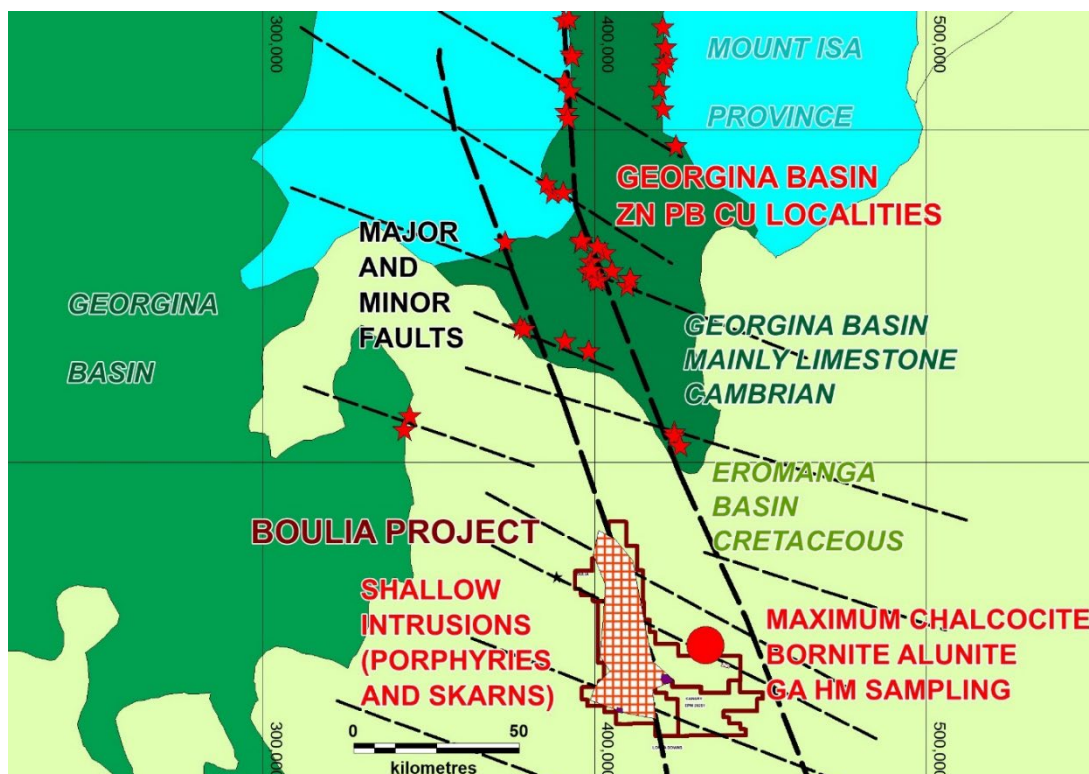 300,000
400,000
500,000
MOUNT ISA
PROVINCE
GEORGINA BASIN
ZN PB CU LOCALITIES
MAJOR
AND
MINOR
FAULTS
GEORGINA
BASIN
GEORGINA BASIN
MAINLY LIMESTONE
CAMBRIAN
EROMANGA
BASIN
CRETACEOUS
BOULIA PROJECT
SHALLOW
INTRUSIONS
(PORPHYRIES
AND SKARNS)
MAXIMUM CHALCOCITE
BORNITE ALUNITE
GA HM SAMPLING
0
50
kilometres
300,000
400,000
500,000